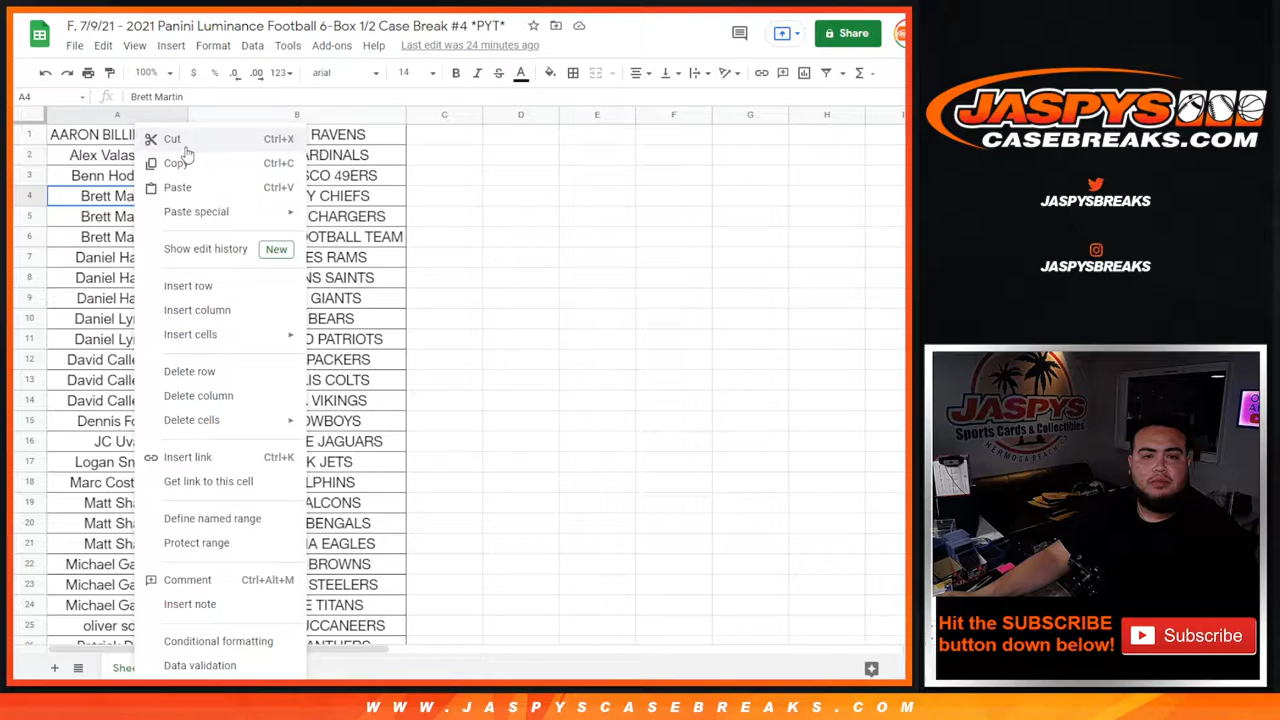 F. 7/9/21 - 2021 Panini Luminance Football 6-Box 1/2 Case Break #4 *PYT*
File Edit View Insert Format Data Tools Add-ons Help Last edit was 24 minutes ago
Share
100% $ % .0 .00 123 arial 14 B I S A
A4 fx Brett Martin
A B C D E F G H
1 AARON BILLI RAVENS
2 Alex Valas RDINALS
3 Benn Hod SCO 49ERS
4 Brett Ma Y CHIEFS
5 Brett Ma CHARGERS
6 Brett Ma OOTBALL TEAM
7 Daniel Ha ES RAMS
8 Daniel Ha NS SAINTS
9 Daniel Ha GIANTS
10 Daniel Ly BEARS
11 Daniel Ly D PATRIOTS
12 David Calle PACKERS
13 David Calle IS COLTS
14 David Calle VIKINGS
15 Dennis Fo OWBOYS
16 JC Uva E JAGUARS
17 Logan Sm K JETS
18 Marc Cost LPHINS
19 Matt Sha ALCONS
20 Matt Sha BENGALS
21 Matt Sha IA EAGLES
22 Michael Ga BROWNS
23 Michael Ga STEELERS
24 Michael Ga E TITANS
25 oliver so UCCANEERS
ANTHERS
Cut Ctrl+X
Copy Ctrl+C
Paste Ctrl+V
Paste special
Show edit history New
Insert row
Insert column
Insert cells
Delete row
Delete column
Delete cells
Insert link Ctrl+K
Get link to this cell
Define named range
Protect range
Comment Ctrl+Alt+M
Insert note
Conditional formatting
Data validation
Shee
JASPYS
CASEBREAKS.COM
JASPYSBREAKS
JASPYSBREAKS
JASPYS
Sports Cards & Collectibles
HERMOSA BEACH
Hit the SUBSCRIBE
button down below!
Subscribe
WWW.JASPYSCASEBREAKS.COM